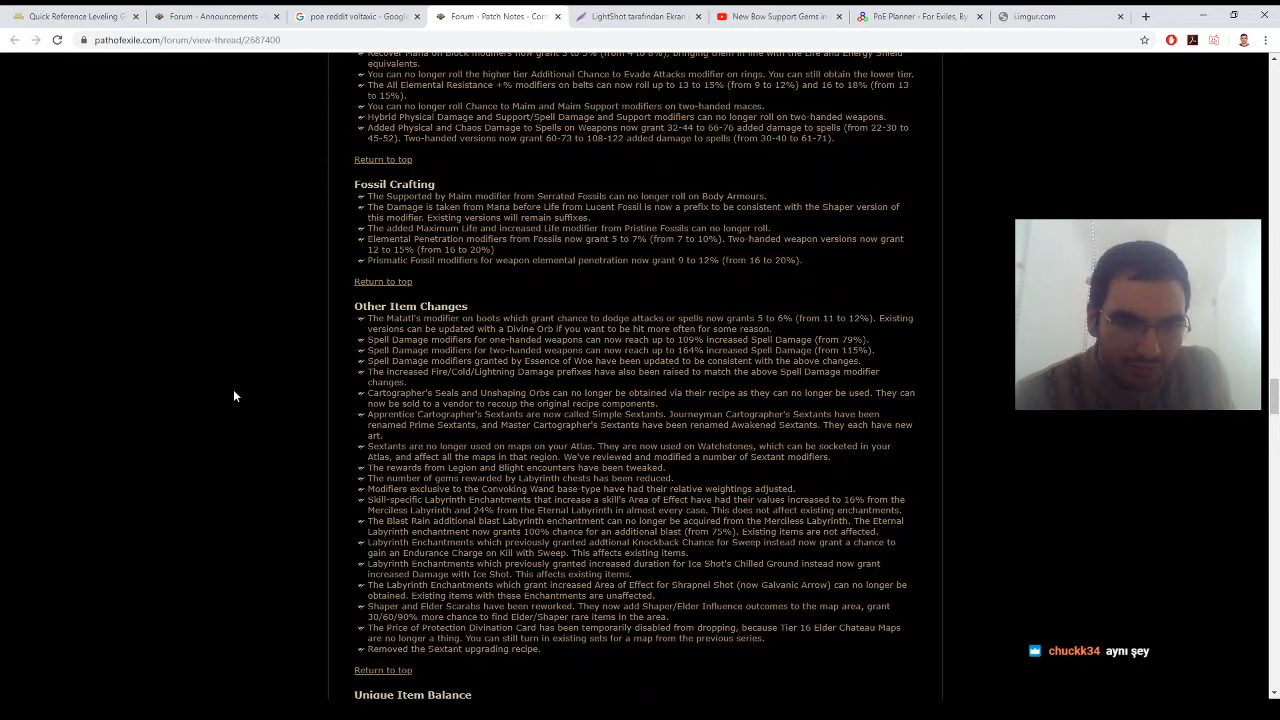 Quick Reference Leveling G
Forum - Announcements -
poe reddit voltaxic - Google
Forum - Patch Notes - Con
LightShot tarafından Ekran
New Bow Support Gems in
PoE Planner - For Exiles, By
i.imgur.com
pathofexile.com/forum/view-thread/2687400
Recover Mana on Block modifiers now grant 3 to 5% (from 4 to 8%), bringing them in line with the Life and Energy Shield
equivalents.
You can no longer roll the higher tier Additional Chance to Evade Attacks modifier on rings. You can still obtain the lower tier.
The All Elemental Resistance +% modifiers on belts can now roll up to 13 to 15% (from 9 to 12%) and 16 to 18% (from 13
to 15%).
You can no longer roll Chance to Maim and Maim Support modifiers on two-handed maces.
Hybrid Physical Damage and Support/Spell Damage and Support modifiers can no longer roll on two-handed weapons.
Added Physical and Chaos Damage to Spells on Weapons now grant 32-44 to 66-76 added damage to spells (from 22-30 to
45-52). Two-handed versions now grant 60-73 to 108-122 added damage to spells (from 30-40 to 61-71).
Return to top
Fossil Crafting
The Supported by Maim modifier from Serrated Fossils can no longer roll on Body Armours.
The Damage is taken from Mana before Life from Lucent Fossil is now a prefix to be consistent with the Shaper version of
this modifier. Existing versions will remain suffixes.
The added Maximum Life and increased Life modifier from Pristine Fossils can no longer roll.
Elemental Penetration modifiers from Fossils now grant 5 to 7% (from 7 to 10%). Two-handed weapon versions now grant
12 to 15% (from 16 to 20%)
Prismatic Fossil modifiers for weapon elemental penetration now grant 9 to 12% (from 16 to 20%).
Return to top
Other Item Changes
The Matatl's modifier on boots which grant chance to dodge attacks or spells now grants 5 to 6% (from 11 to 12%). Existing
versions can be updated with a Divine Orb if you want to be hit more often for some reason.
Spell Damage modifiers for one-handed weapons can now reach up to 109% increased Spell Damage (from 79%).
Spell Damage modifiers for two-handed weapons can now reach up to 164% increased Spell Damage (from 115%).
Spell Damage modifiers granted by Essence of Woe have been updated to be consistent with the above changes.
The increased Fire/Cold/Lightning Damage prefixes have also been raised to match the above Spell Damage modifier
changes.
Cartographer's Seals and Unshaping Orbs can no longer be obtained via their recipe as they can no longer be used. They can
now be sold to a vendor to recoup the original recipe components.
Apprentice Cartographer's Sextants are now called Simple Sextants. Journeyman Cartographer's Sextants have been
renamed Prime Sextants, and Master Cartographer's Sextants have been renamed Awakened Sextants. They each have new
art.
Sextants are no longer used on maps on your Atlas. They are now used on Watchstones, which can be socketed in your
Atlas, and affect all the maps in that region. We've reviewed and modified a number of Sextant modifiers.
The rewards from Legion and Blight encounters have been tweaked.
The number of gems rewarded by Labyrinth chests has been reduced.
Modifiers exclusive to the Convoking Wand base-type have had their relative weightings adjusted.
Skill-specific Labyrinth Enchantments that increase a skill's Area of Effect have had their values increased to 16% from the
Merciless Labyrinth and 24% from the Eternal Labyrinth in almost every case. This does not affect existing enchantments.
The Blast Rain additional blast Labyrinth enchantment can no longer be acquired from the Merciless Labyrinth. The Eternal
Labyrinth enchantment now grants 100% chance for an additional blast (from 75%). Existing items are not affected.
Labyrinth Enchantments which previously granted addtional Knockback Chance for Sweep instead now grant a chance to
gain an Endurance Charge on Kill with Sweep. This affects existing items.
Labyrinth Enchantments which previously granted increased duration for Ice Shot's Chilled Ground instead now grant
increased Damage with Ice Shot. This affects existing items.
The Labyrinth Enchantments which grant increased Area of Effect for Shrapnel Shot (now Galvanic Arrow) can no longer be
obtained. Existing items with these Enchantments are unaffected.
Shaper and Elder Scarabs have been reworked. They now add Shaper/Elder Influence outcomes to the map area, grant
30/60/90% more chance to find Elder/Shaper rare items in the area.
The Price of Protection Divination Card has been temporarily disabled from dropping, because Tier 16 Elder Chateau Maps
are no longer a thing. You can still turn in existing sets for a map from the previous series.
Removed the Sextant upgrading recipe.
Return to top
Unique Item Balance
chuckk34 aynı şey